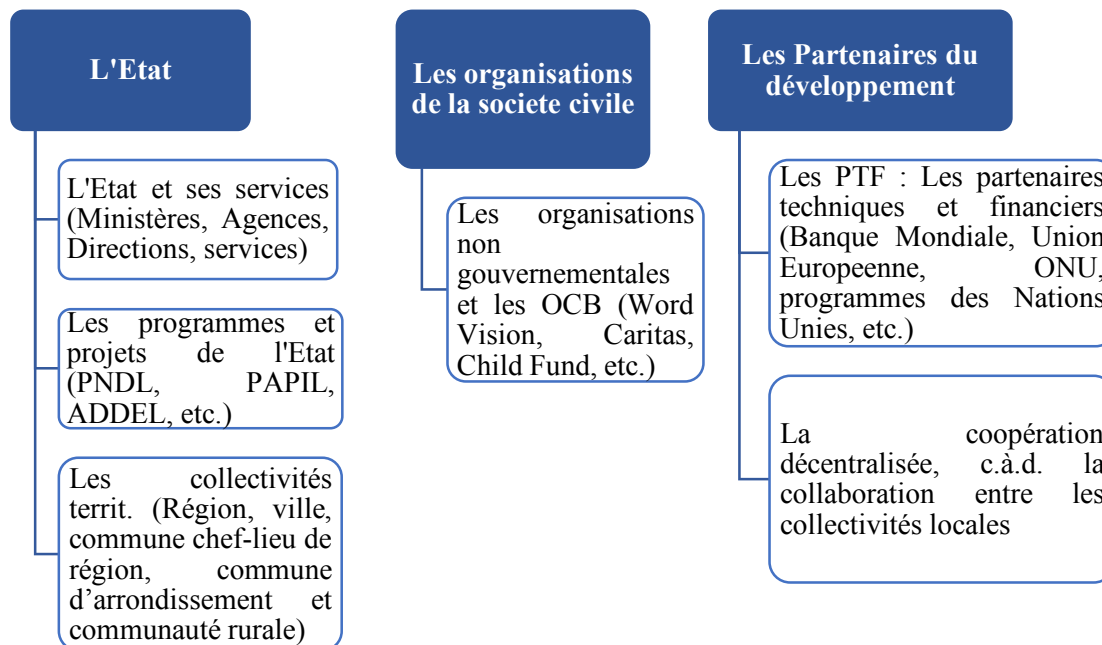 L'Etat
L'Etat et ses services
(Ministères, Agences,
Directions, services)
Les programmes et
projets de l'Etat
(PNDL, PAPIL,
ADDEL, etc.)
Les collectivités
territ. (Région, ville,
commune chef-lieu de
région, commune
d’arrondissement et
communauté rurale)
Les organisations
de la societe civile
Les organisations
non
gouvernementales
et les OCB (Word
Vision, Caritas,
Child Fund, etc.)
Les Partenaires du
développement
Les PTF : Les partenaires
techniques et financiers
(Banque Mondiale, Union
Europeenne, ONU,
programmes des Nations
Unies, etc.)
La coopération
décentralisée, c.à.d. la
collaboration entre les
collectivités locales